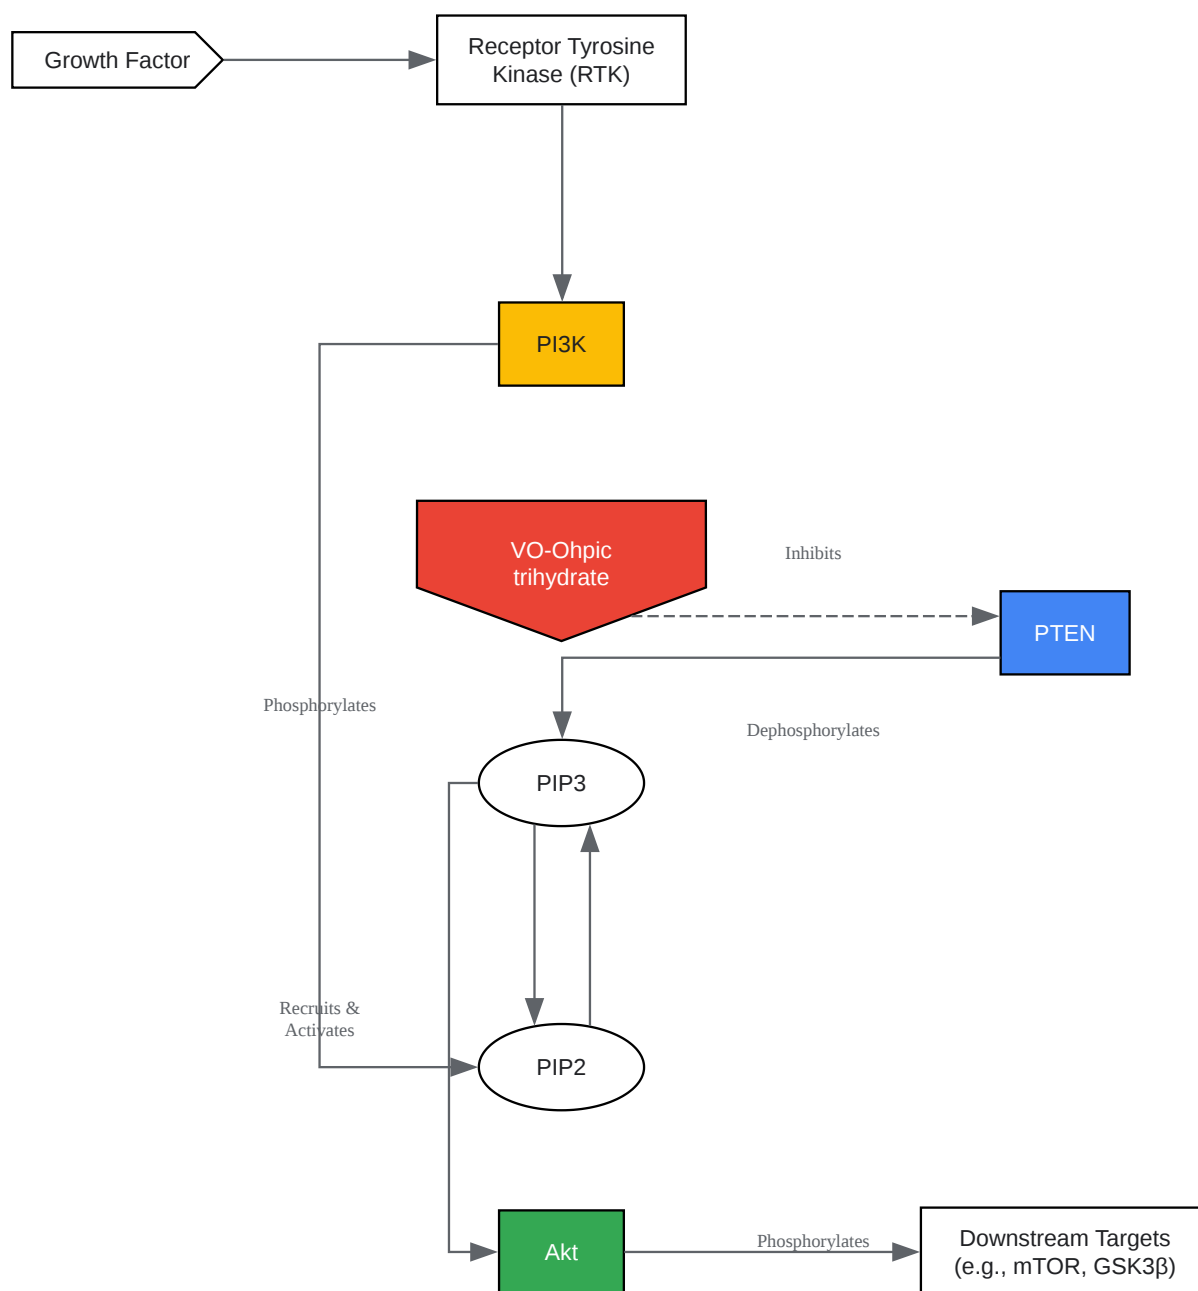 Growth Factor
Receptor Tyrosine
Kinase (RTK)
PI3K
VO-Ohpic
trihydrate
Inhibits
PTEN
Phosphorylates
Dephosphorylates
PIP3
Recruits &
Activates
PIP2
Akt
Phosphorylates
Downstream Targets
(e.g., mTOR, GSK3β)